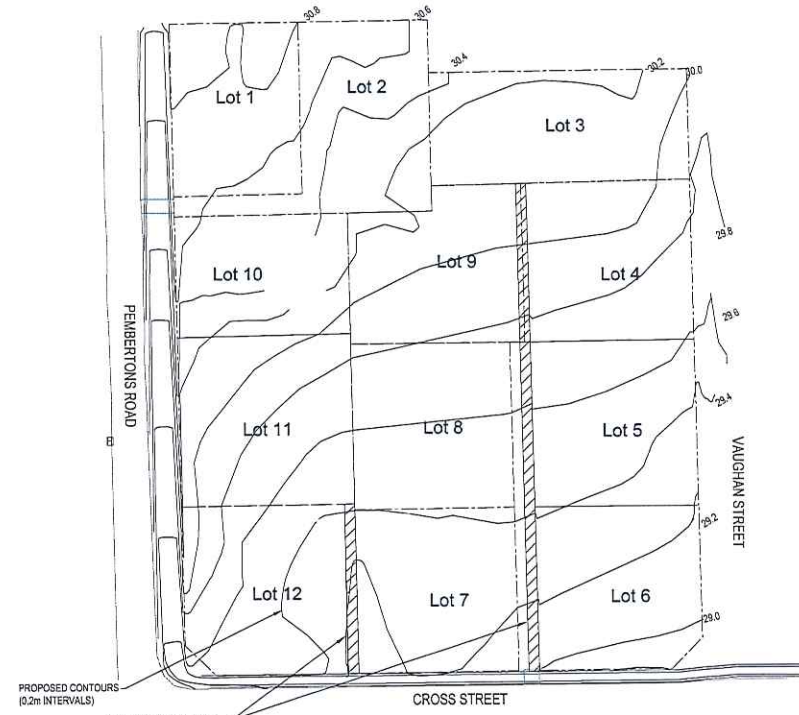 30.8
30.6
30.4
30.2
30.0
Lot 1
Lot 2
Lot 3
29.8
Lot 9
Lot 10
Lot 4
PEMBERTONS ROAD
29.6
29.4
Lot 11
Lot 8
Lot 5
VAUGHAN STREET
29.2
Lot 12
Lot 7
Lot 6
29.0
PROPOSED CONTOURS
(0.2m INTERVALS)
CROSS STREET